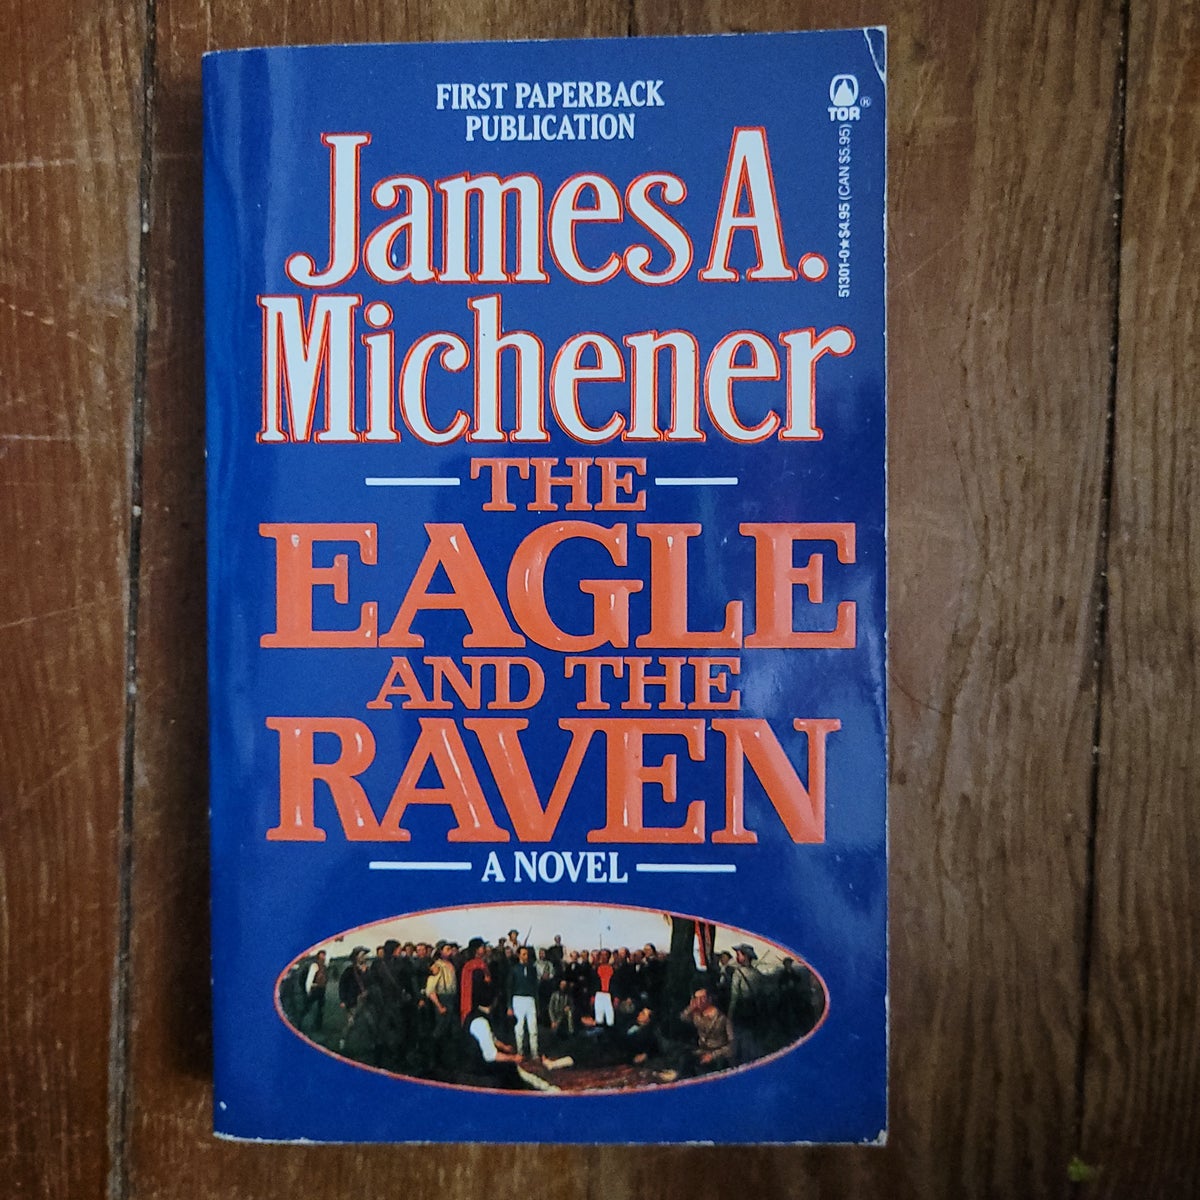 FIRST PAPERBACK
PUBLICATION
TOR®
51301-0★$4.95 (CAN $5.95)
James A.
Michener
THE
EAGLE
AND THE
RAVEN
A NOVEL